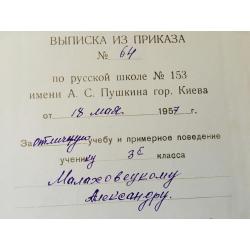 ВЫПИСКА ИЗ ПРИКАЗА
№ 64
по русской школе № 153
имени А. С. Пушкина гор. Киева
от 18 мая 1957 г.
За отличную учебу и примерное поведение
ученику 3б класса
Малаховецкому
Александру.